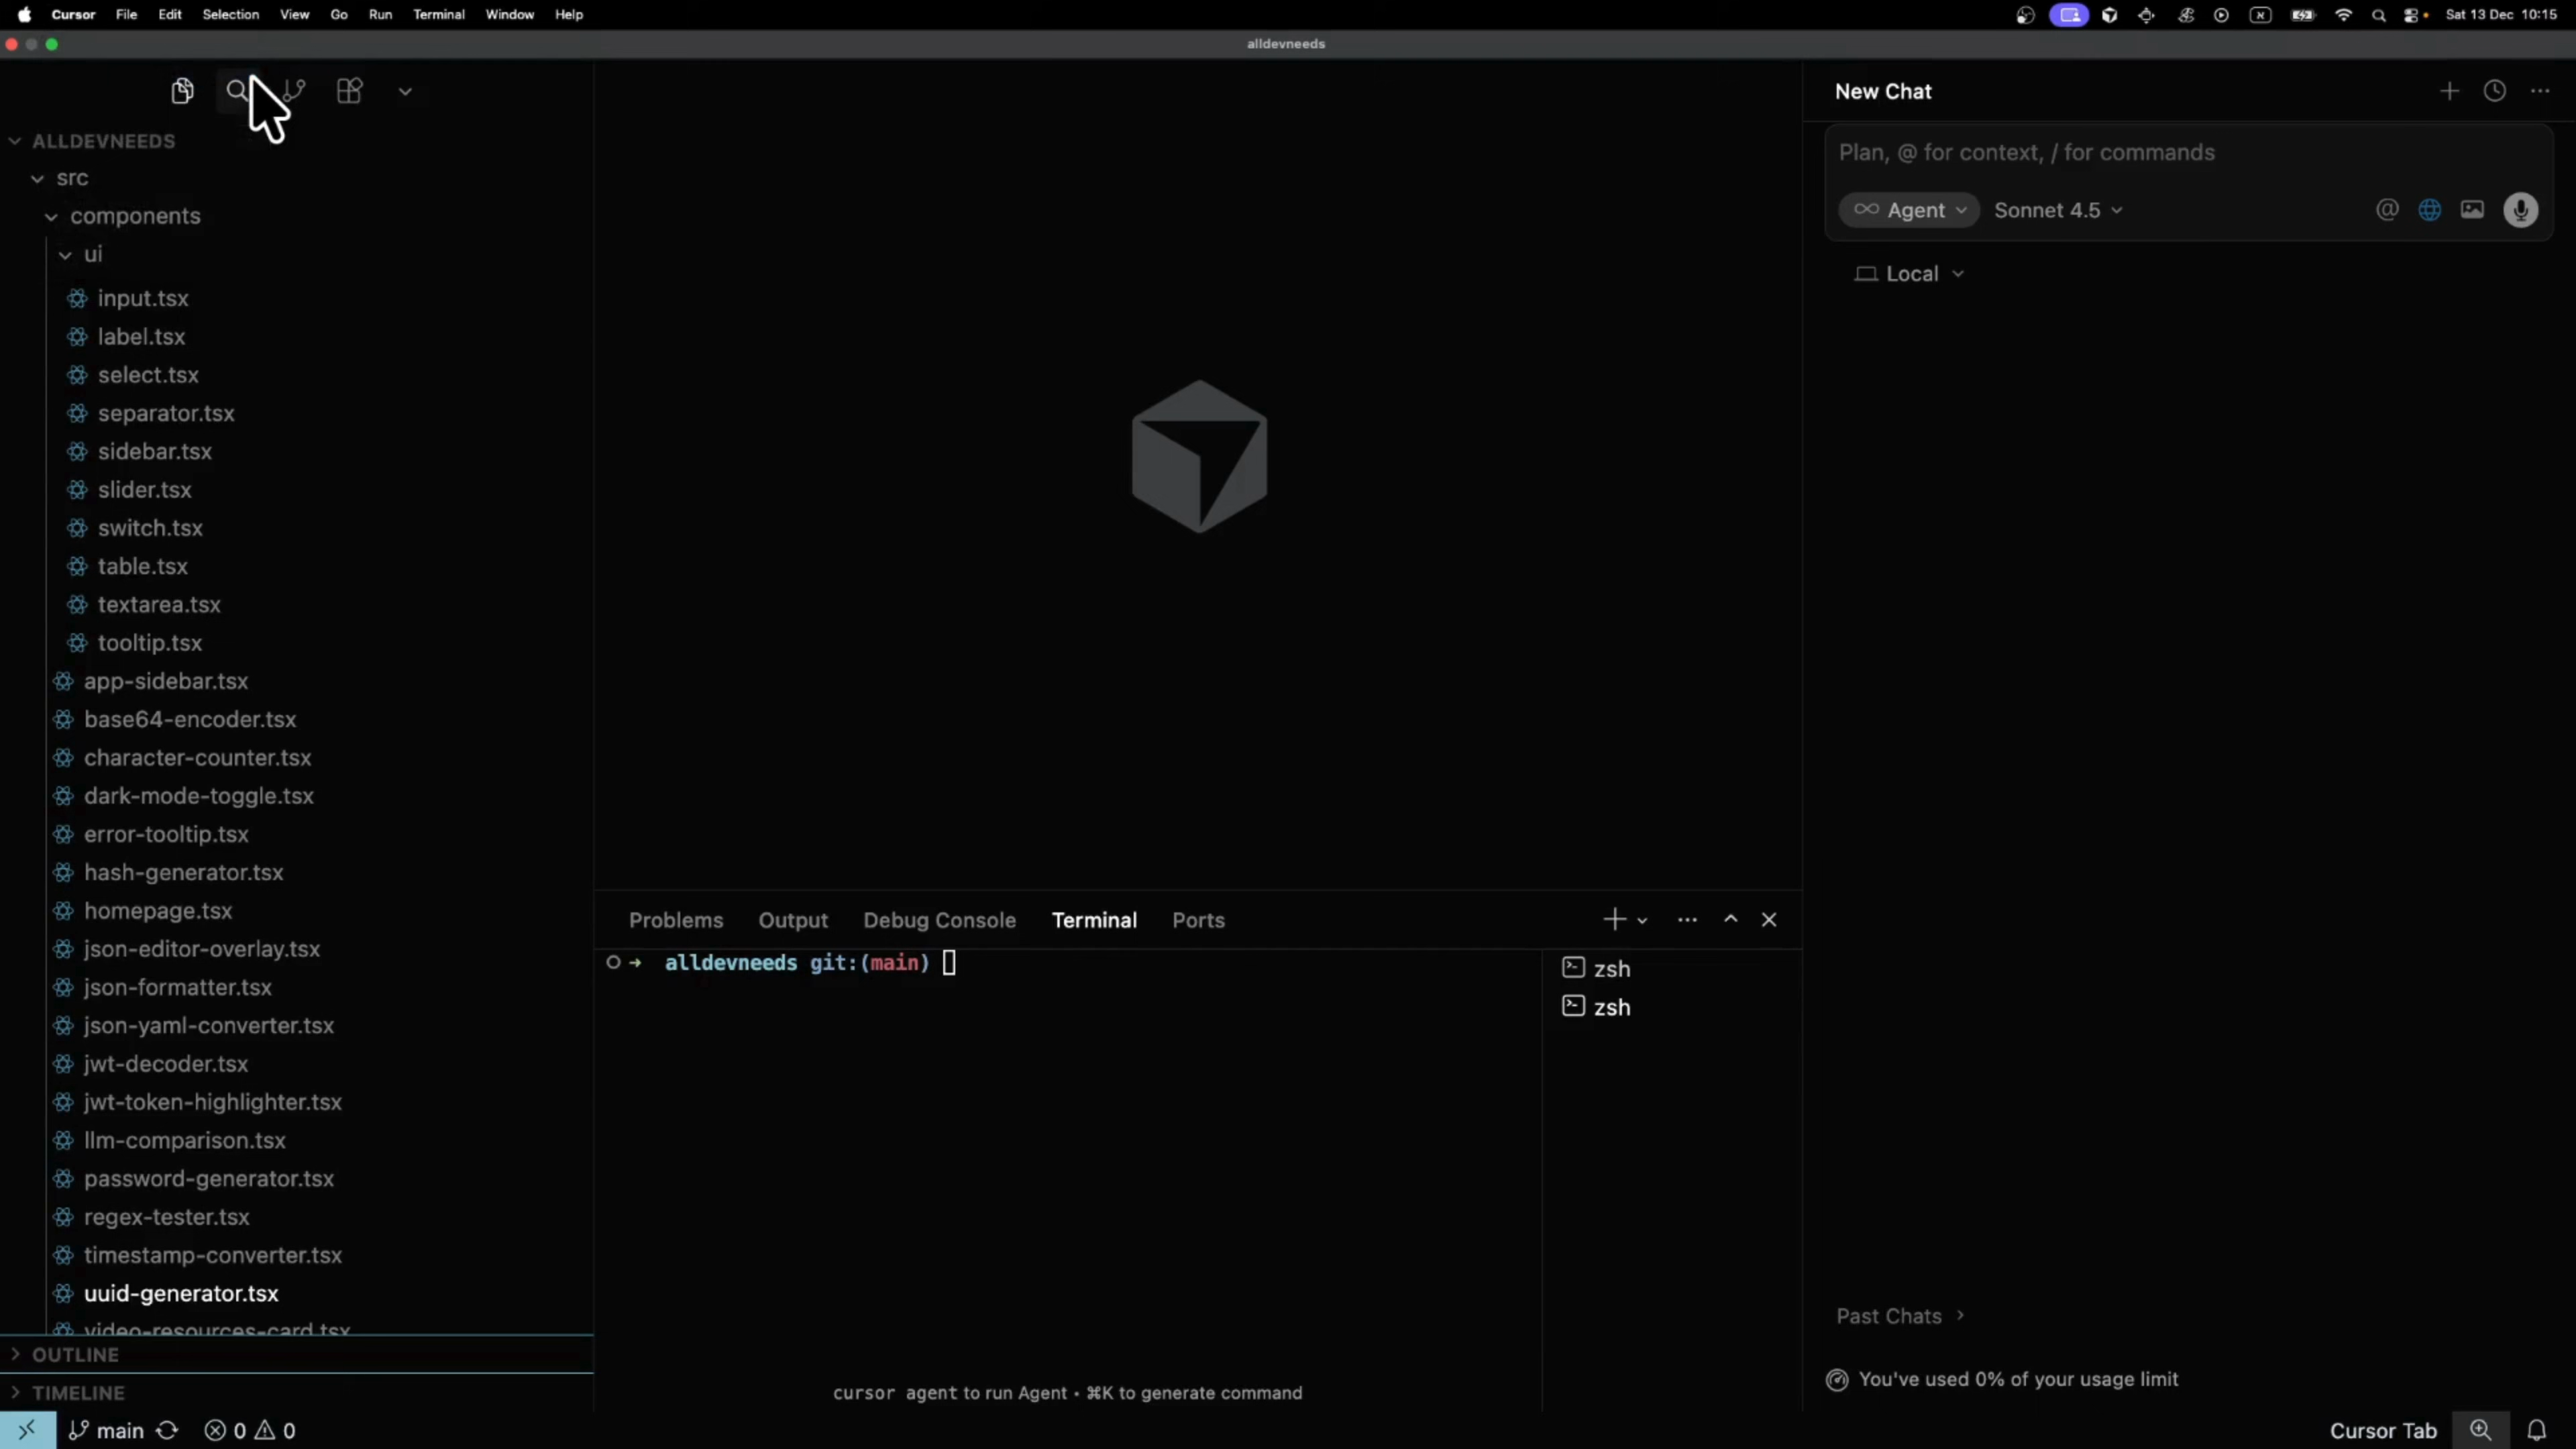 Cursor File Edit Selection View Go Run Terminal Window Help
Sat 13 Dec 10:15
alldevneeds
ALLDEVNEEDS
src
components
ui
input.tsx
label.tsx
select.tsx
separator.tsx
sidebar.tsx
slider.tsx
switch.tsx
table.tsx
textarea.tsx
tooltip.tsx
app-sidebar.tsx
base64-encoder.tsx
character-counter.tsx
dark-mode-toggle.tsx
error-tooltip.tsx
hash-generator.tsx
homepage.tsx
json-editor-overlay.tsx
json-formatter.tsx
json-yaml-converter.tsx
jwt-decoder.tsx
jwt-token-highlighter.tsx
llm-comparison.tsx
password-generator.tsx
regex-tester.tsx
timestamp-converter.tsx
uuid-generator.tsx
video-resources-card.tsx
OUTLINE
TIMELINE
Problems Output Debug Console Terminal Ports
alldevneeds git:(main)
zsh
zsh
cursor agent to run Agent • ⌘K to generate command
New Chat
Plan, @ for context, / for commands
Agent Sonnet 4.5
Local
Past Chats
You've used 0% of your usage limit
main 0 0
Cursor Tab